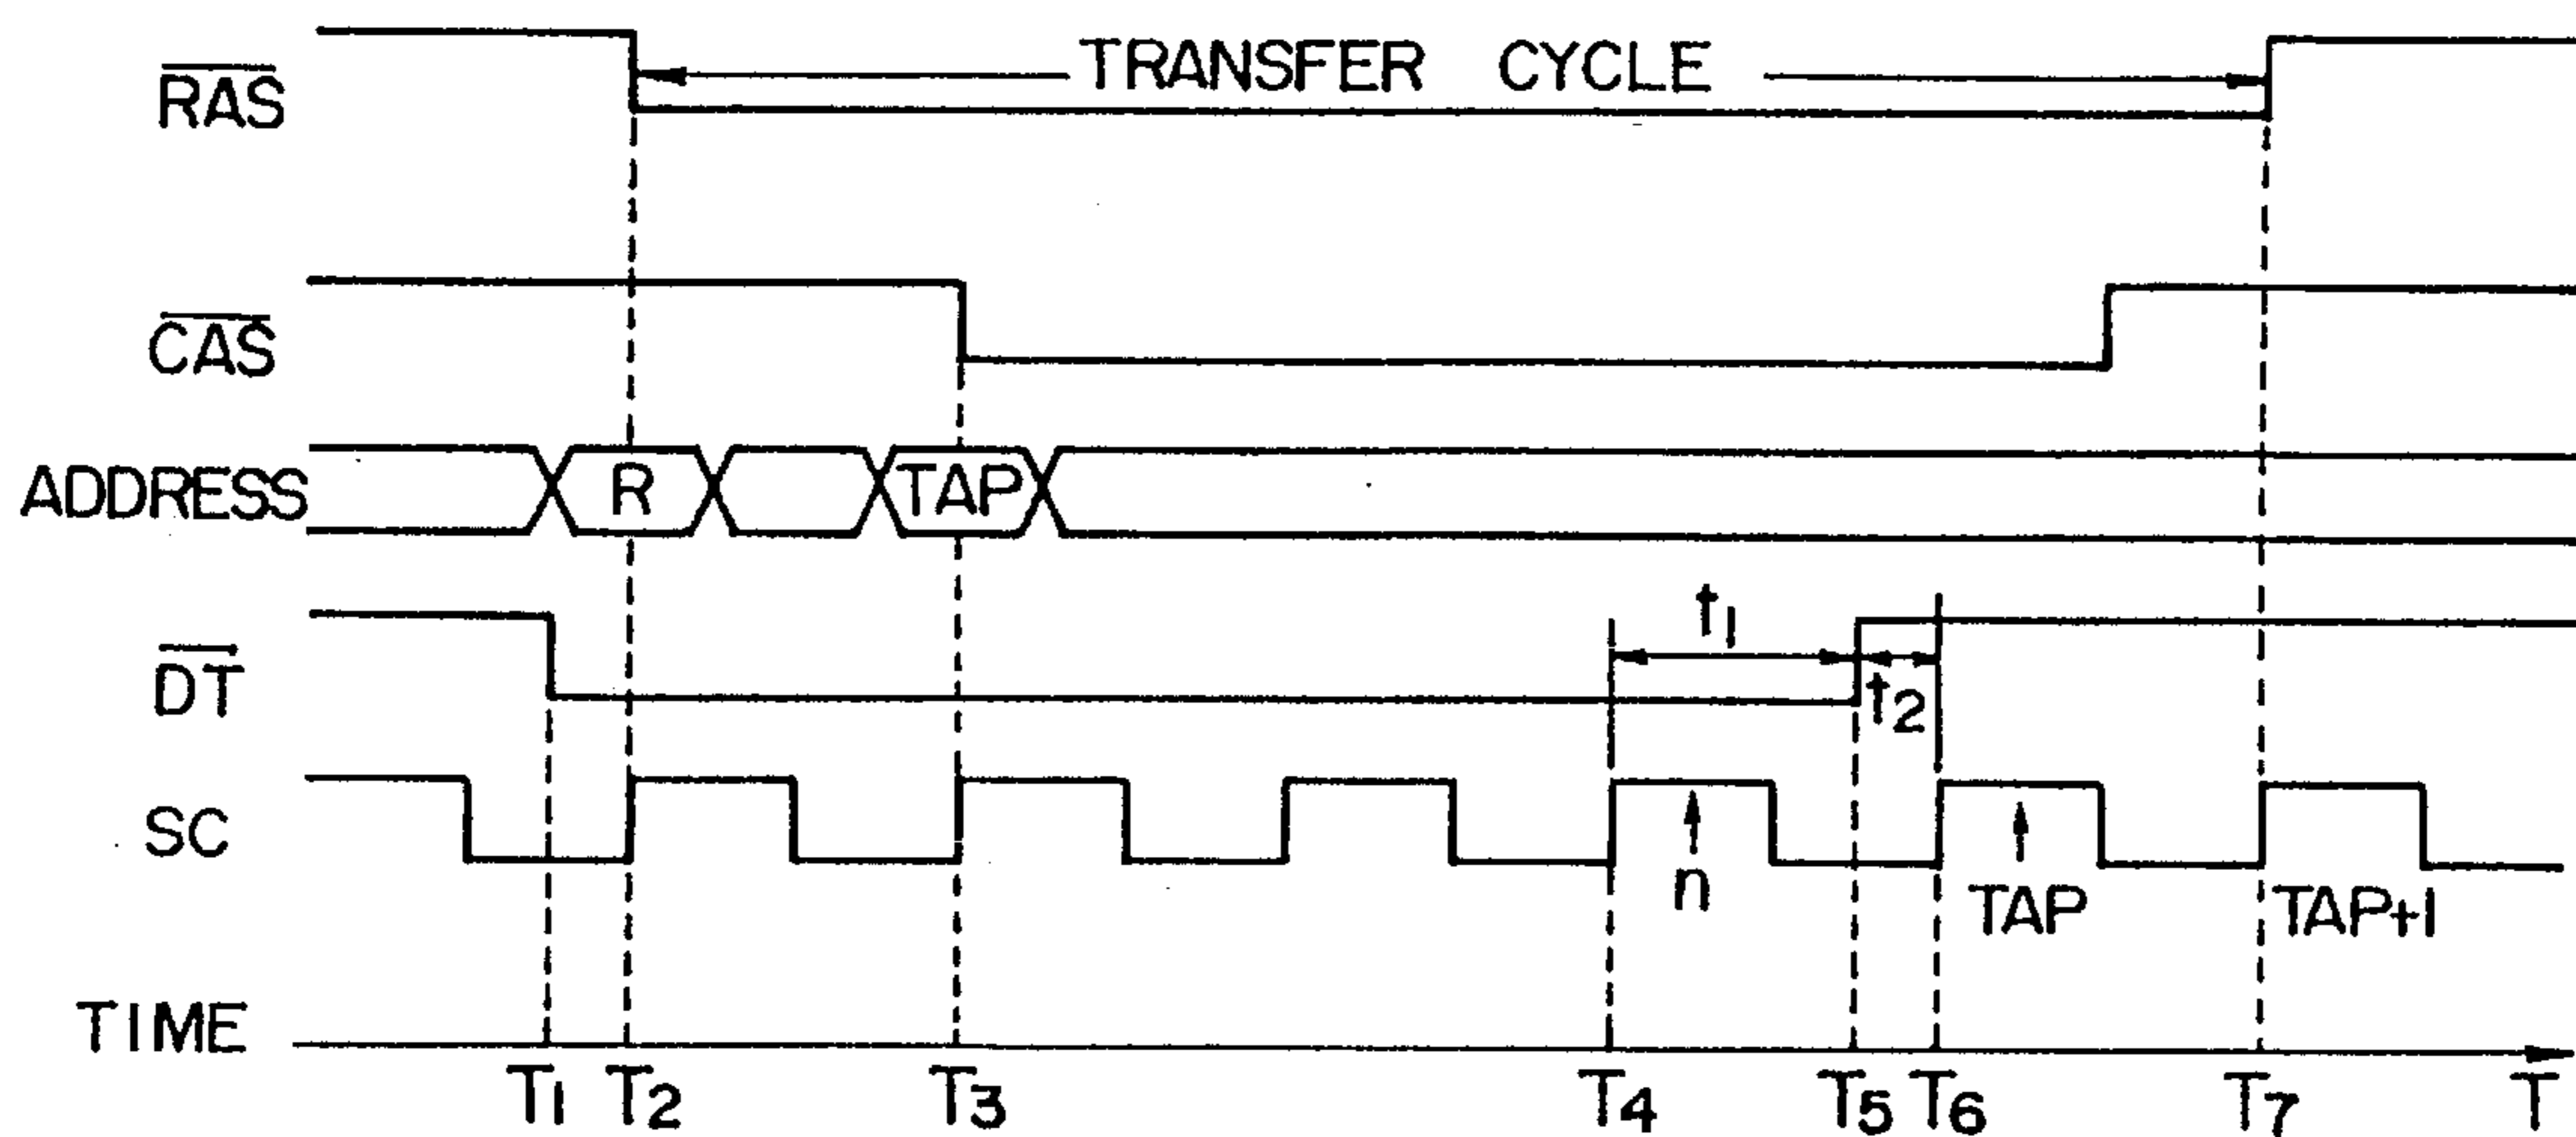 RAS
TRANSFER CYCLE
CAS
ADDRESS
R
TAP
DT
t1
t2
SC
n
TAP
TAP+1
TIME
T1 T2 T3 T4 T5 T6 T7 T